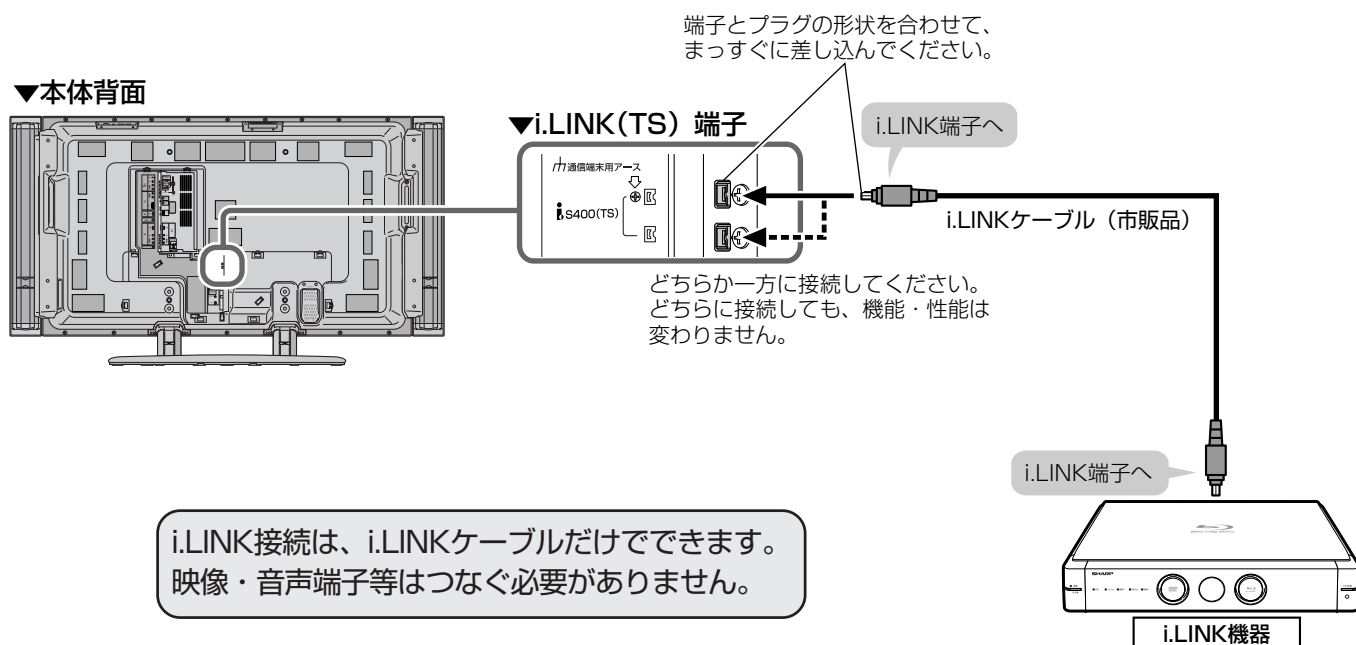 端子とプラグの形状を合わせて、
まっすぐに差し込んでください。
▼本体背面
▼i.LINK(TS) 端子
i.LINK端子へ
通信端末用アース
S400(TS)
i.LINKケーブル（市販品）
どちらか一方に接続してください。
どちらに接続しても、機能・性能は
変わりません。
i.LINK端子へ
i.LINK接続は、i.LINKケーブルだけでできます。
映像・音声端子等はつなぐ必要がありません。
SHARP
i.LINK機器